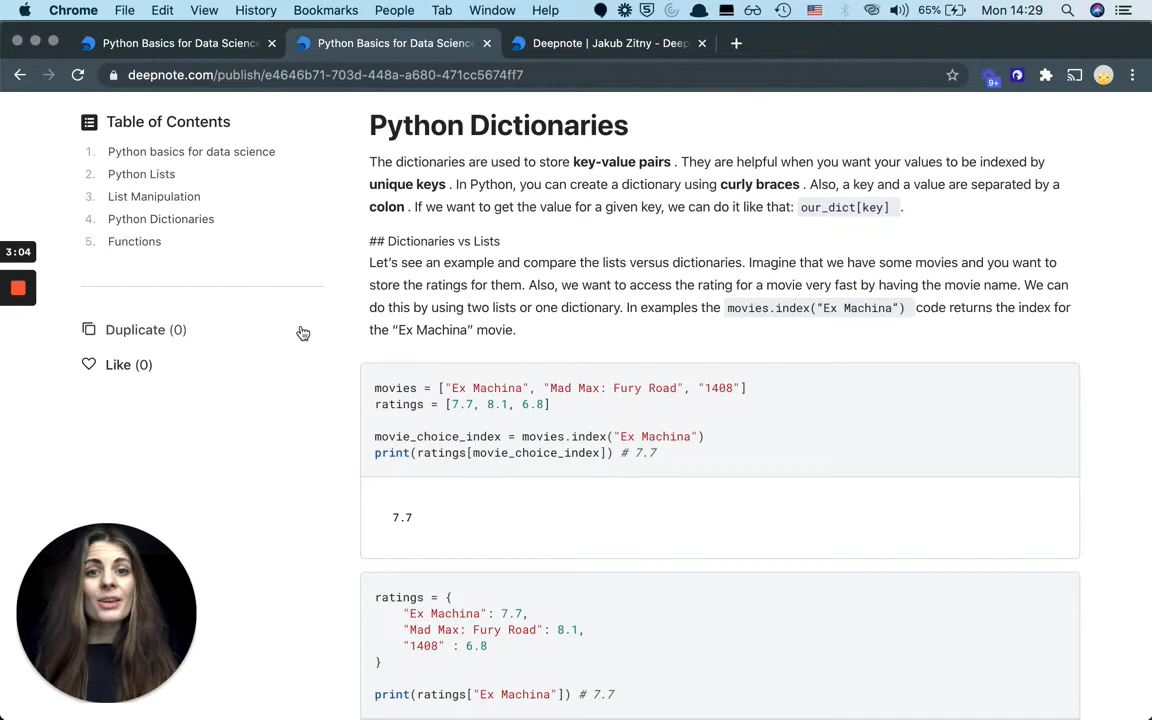 Chrome File Edit View History Bookmarks People Tab Window Help 65% Mon 14:29
Python Basics for Data Science Python Basics for Data Science Deepnote | Jakub Zitny - Deep
deepnote.com/publish/e4646b71-703d-448a-a680-471cc5674ff7
9+
Table of Contents
1. Python basics for data science
2. Python Lists
3. List Manipulation
4. Python Dictionaries
5. Functions
3:04
Duplicate (0)
Like (0)
Python Dictionaries
The dictionaries are used to store key-value pairs . They are helpful when you want your values to be indexed by
unique keys . In Python, you can create a dictionary using curly braces . Also, a key and a value are separated by a
colon . If we want to get the value for a given key, we can do it like that: our_dict[key] .
## Dictionaries vs Lists
Let's see an example and compare the lists versus dictionaries. Imagine that we have some movies and you want to
store the ratings for them. Also, we want to access the rating for a movie very fast by having the movie name. We can
do this by using two lists or one dictionary. In examples the movies.index(“Ex Machina”) code returns the index for
the “Ex Machina” movie.
movies = ["Ex Machina", "Mad Max: Fury Road", "1408"]
ratings = [7.7, 8.1, 6.8]
movie_choice_index = movies.index("Ex Machina")
print(ratings[movie_choice_index]) # 7.7
7.7
ratings = {
"Ex Machina": 7.7,
"Mad Max: Fury Road": 8.1,
"1408" : 6.8
}
print(ratings["Ex Machina"]) # 7.7